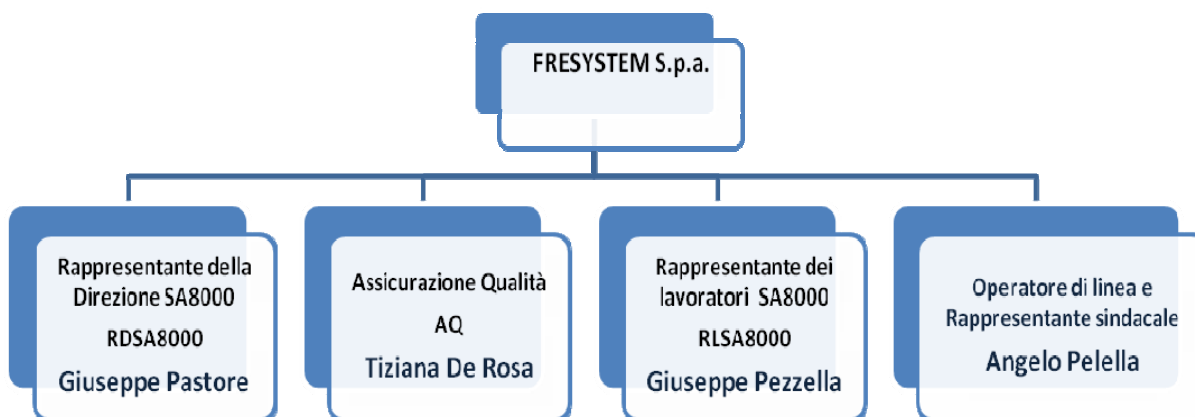 FRESYSTEM S.p.a.
Rappresentante della
Direzione SA8000
RDSA8000
Giuseppe Pastore
Assicurazione Qualità
AQ
Tiziana De Rosa
Rappresentante dei
lavoratori SA8000
RLSA8000
Giuseppe Pezzella
Operatore di linea e
Rappresentante sindacale
Angelo Pelella